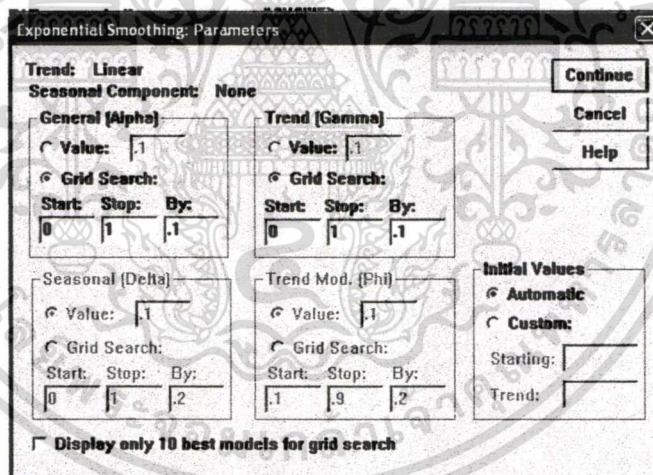 Exponential Smoothing: Parameters
Trend: Linear
Seasonal Component: None
Continue
Cancel
Help
General (Alpha)
Value: .1
Grid Search:
Start: Stop: By:
0 1 .1
Trend (Gamma)
Value: .1
Grid Search:
Start: Stop: By:
0 1 .1
Seasonal (Delta)
Value: .1
Grid Search:
Start: Stop: By:
0 1 .2
Trend Mod. (Phi)
Value: .1
Grid Search:
Start: Stop: By:
.1 .9 .2
Initial Values
Automatic
Custom:
Starting:
Trend:
Display only 10 best models for grid search